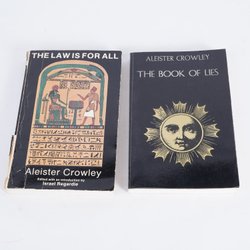 THE LAW IS FOR ALL
Aleister Crowley
Edited with an introduction by
Israel Regardie
ALEISTER CROWLEY
THE BOOK OF LIES